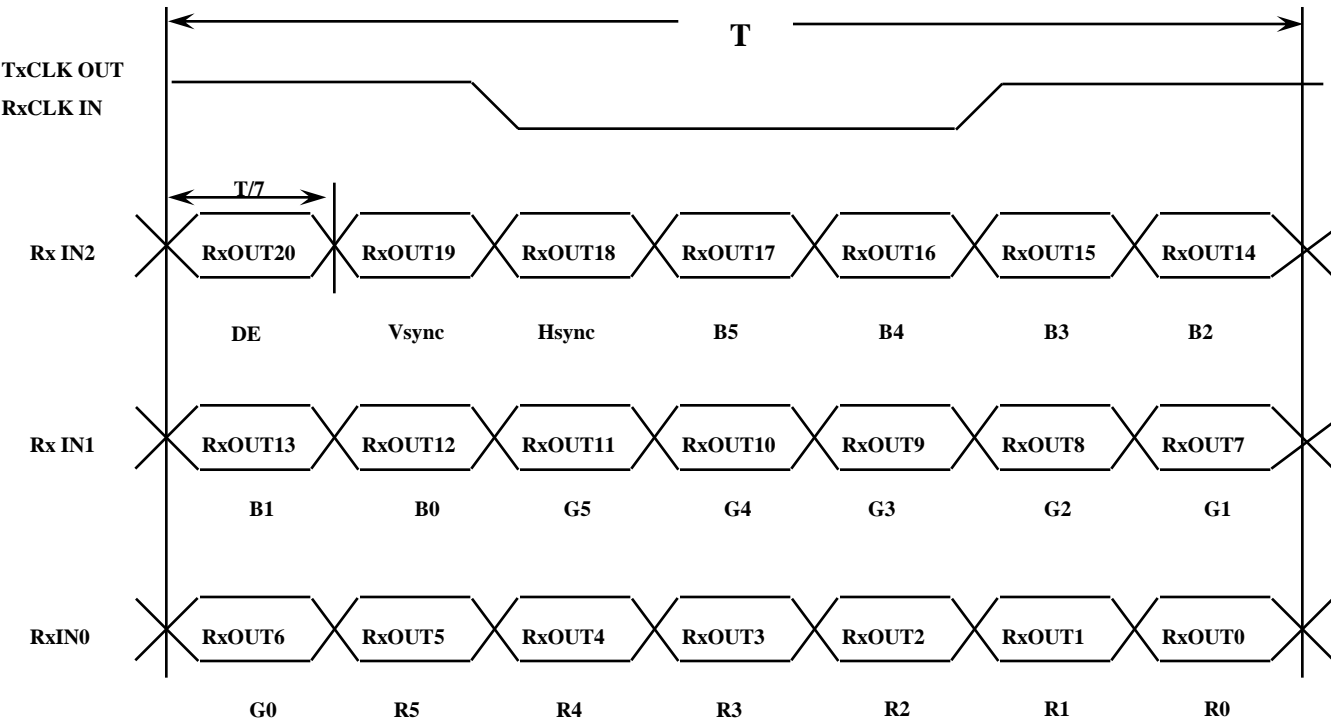 T
TxCLK OUT
RxCLK IN
T/7
Rx IN2 RxOUT20 RxOUT19 RxOUT18 RxOUT17 RxOUT16 RxOUT15 RxOUT14
DE Vsync Hsync B5 B4 B3 B2
Rx IN1 RxOUT13 RxOUT12 RxOUT11 RxOUT10 RxOUT9 RxOUT8 RxOUT7
B1 B0 G5 G4 G3 G2 G1
RxIN0 RxOUT6 RxOUT5 RxOUT4 RxOUT3 RxOUT2 RxOUT1 RxOUT0
G0 R5 R4 R3 R2 R1 R0